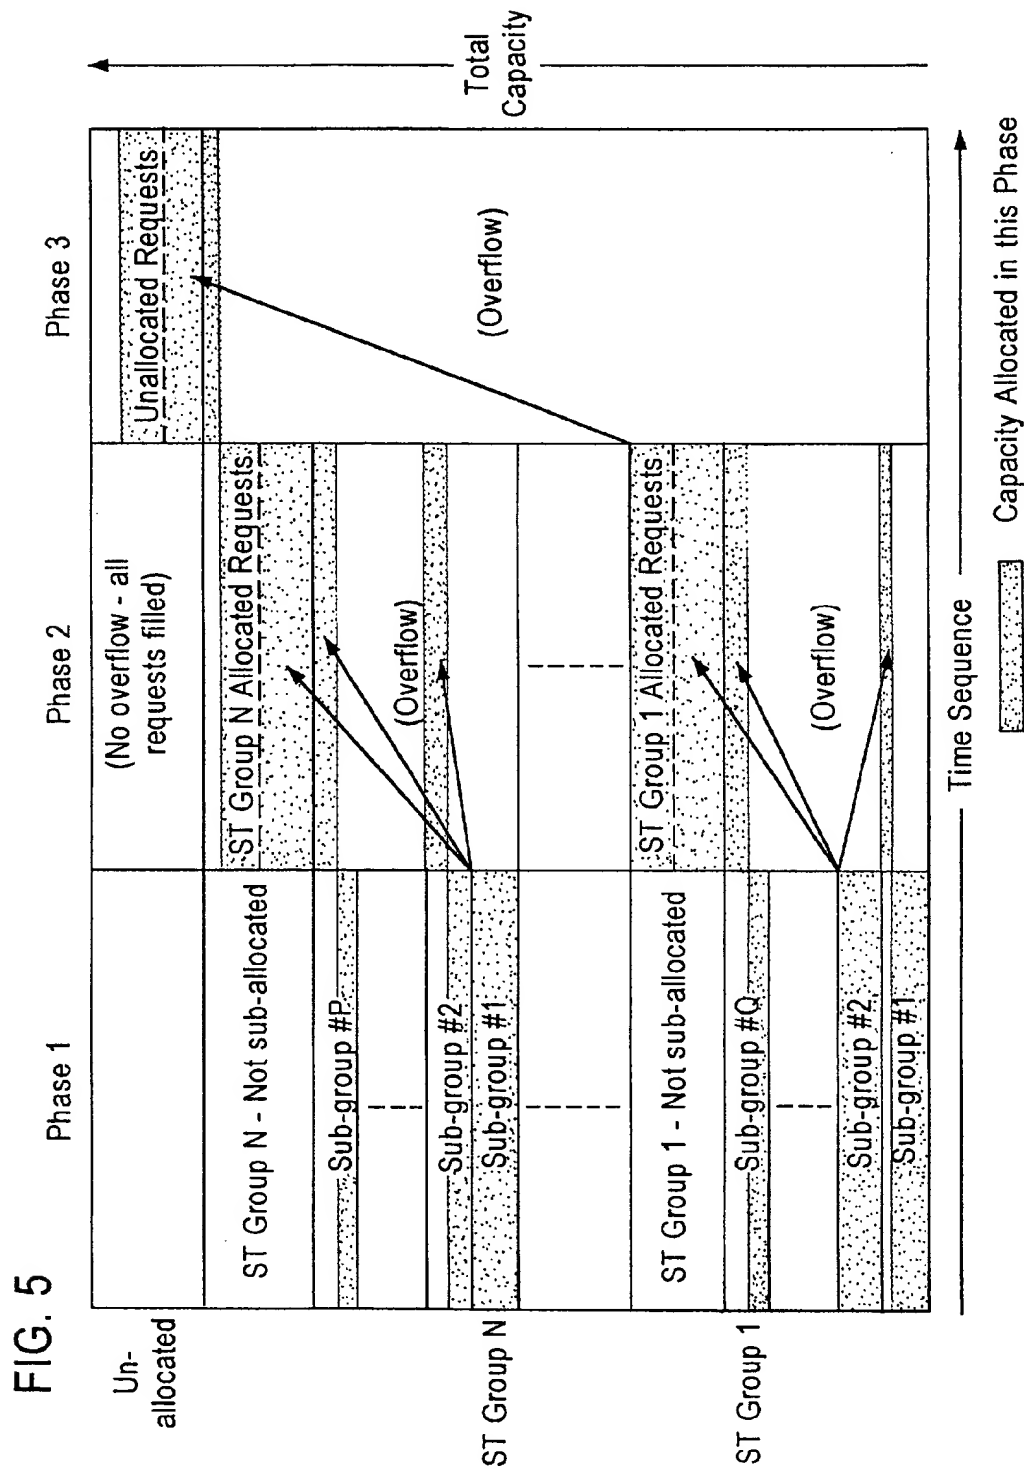 FIG. 5
Phase 1
Phase 2
Phase 3
Un-
allocated
(No overflow - all
requests filled)
Unallocated Requests
ST Group N - Not sub-allocated
ST Group N Allocated Requests
Sub-group #P
(Overflow)
Sub-group #2
Sub-group #1
ST Group N
(Overflow)
Total
Capacity
ST Group 1 - Not sub-allocated
ST Group 1 Allocated Requests
Sub-group #Q
ST Group 1
(Overflow)
Sub-group #2
Sub-group #1
Time Sequence
Capacity Allocated in this Phase